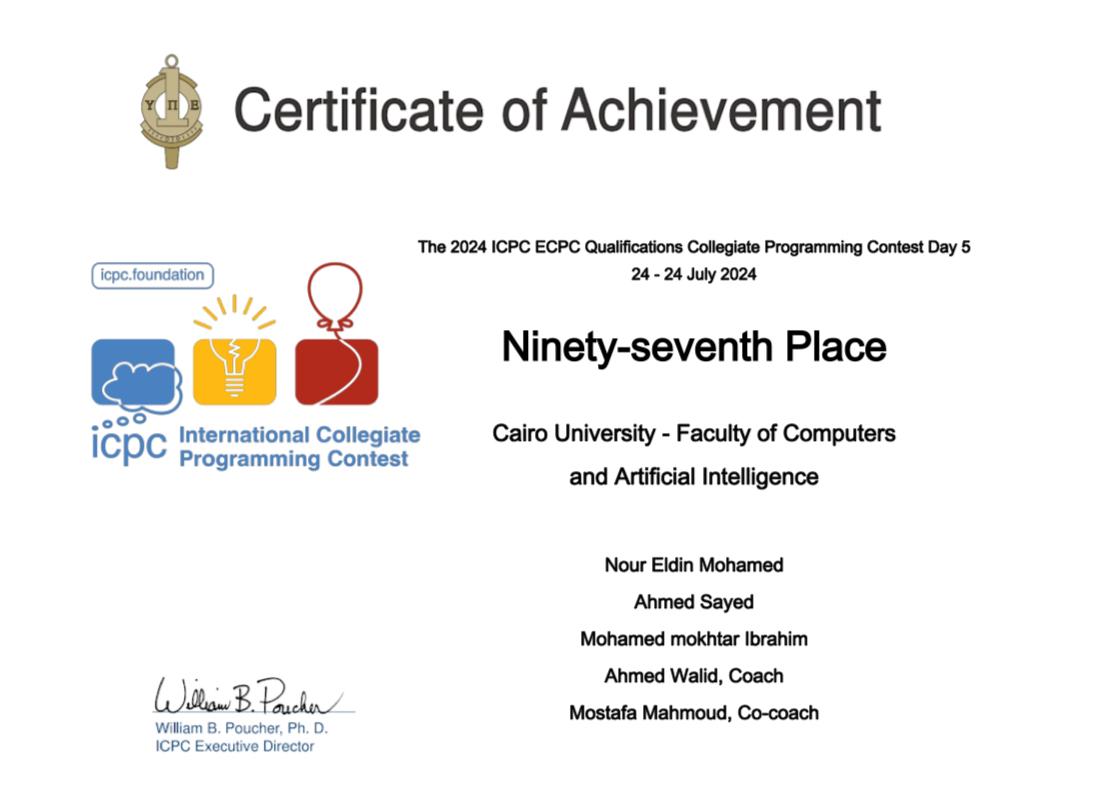 Υ Π Ε
Certificate of Achievement
The 2024 ICPC ECPC Qualifications Collegiate Programming Contest Day 5
24 - 24 July 2024
icpc.foundation
Ninety-seventh Place
icpc International Collegiate
Programming Contest
Cairo University - Faculty of Computers
and Artificial Intelligence
Nour Eldin Mohamed
Ahmed Sayed
Mohamed mokhtar Ibrahim
Ahmed Walid, Coach
Mostafa Mahmoud, Co-coach
William B. Poucher
William B. Poucher, Ph. D.
ICPC Executive Director